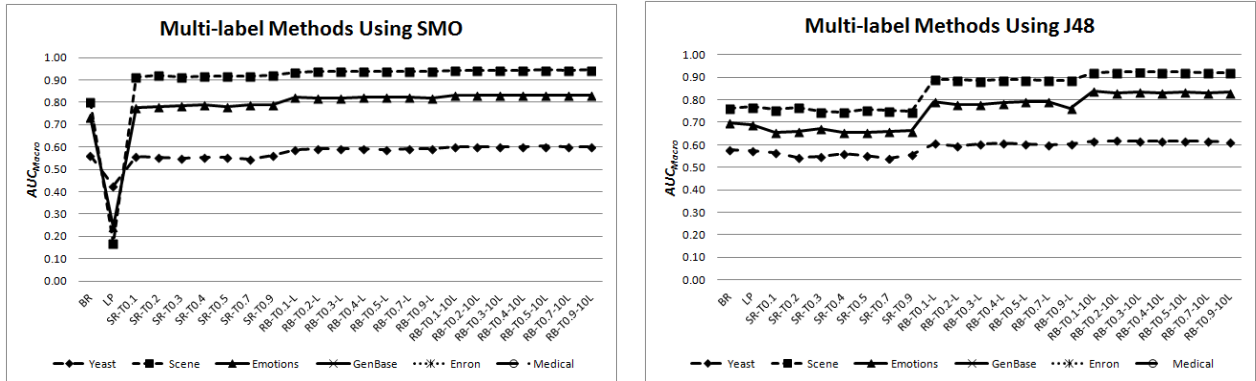 Multi-label Methods Using SMO
1.00
0.90
0.80
0.70
0.60
0.50
0.40
0.30
0.20
0.10
0.00
AUC Macro
BR
LP
SR-T0.1
SR-T0.2
SR-T0.3
SR-T0.4
SR-T0.5
SR-T0.7
SR-T0.9
RB-T0.1-L
RB-T0.2-L
RB-T0.3-L
RB-T0.4-L
RB-T0.5-L
RB-T0.7-L
RB-T0.9-L
RB-T0.1-10L
RB-T0.2-10L
RB-T0.3-10L
RB-T0.4-10L
RB-T0.5-10L
RB-T0.7-10L
RB-T0.9-10L
Yeast Scene Emotions GenBase Enron Medical
Multi-label Methods Using J48
1.00
0.90
0.80
0.70
0.60
0.50
0.40
0.30
0.20
0.10
0.00
AUC Macro
BR
LP
SR-T0.1
SR-T0.2
SR-T0.3
SR-T0.4
SR-T0.5
SR-T0.7
SR-T0.9
RB-T0.1-L
RB-T0.2-L
RB-T0.3-L
RB-T0.4-L
RB-T0.5-L
RB-T0.7-L
RB-T0.9-L
RB-T0.1-10L
RB-T0.2-10L
RB-T0.3-10L
RB-T0.4-10L
RB-T0.5-10L
RB-T0.7-10L
RB-T0.9-10L
Yeast Scene Emotions GenBase Enron Medical